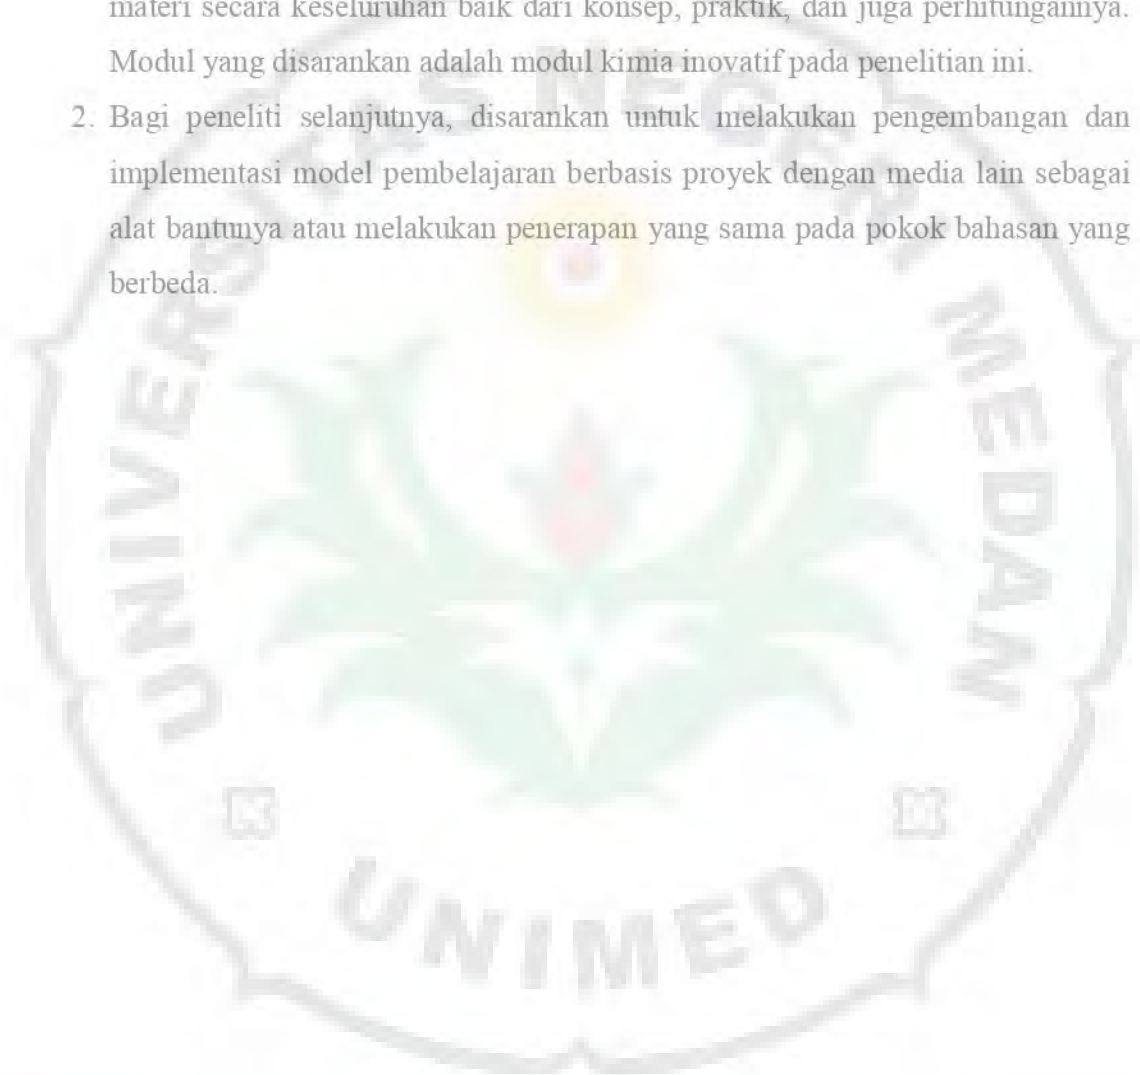 materi secara keseluruhan baik dari konsep, praktik, dan juga perhitungannya.
Modul yang disarankan adalah modul kimia inovatif pada penelitian ini.
2. Bagi peneliti selanjutnya, disarankan untuk melakukan pengembangan dan
implementasi model pembelajaran berbasis proyek dengan media lain sebagai
alat bantunya atau melakukan penerapan yang sama pada pokok bahasan yang
berbeda.
UNIVERSITAS NEGERI MEDAN
UNIMED